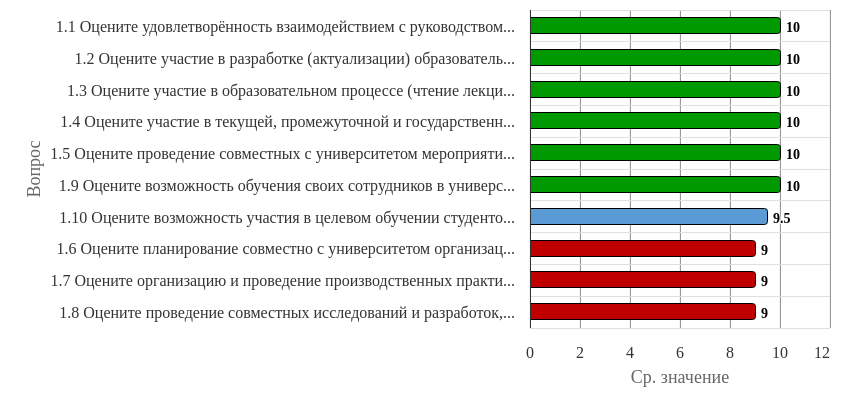 1.1 Оцените удовлетворённость взаимодействием с руководством... 10
1.2 Оцените участие в разработке (актуализации) образователь... 10
1.3 Оцените участие в образовательном процессе (чтение лекци... 10
1.4 Оцените участие в текущей, промежуточной и государственн... 10
1.5 Оцените проведение совместных с университетом мероприяти... 10
1.9 Оцените возможность обучения своих сотрудников в универс... 10
1.10 Оцените возможность участия в целевом обучении студенто... 9.5
1.6 Оцените планирование совместно с университетом организац... 9
1.7 Оцените организацию и проведение производственных практи... 9
1.8 Оцените проведение совместных исследований и разработок,... 9
Вопрос
0 2 4 6 8 10 12
Ср. значение